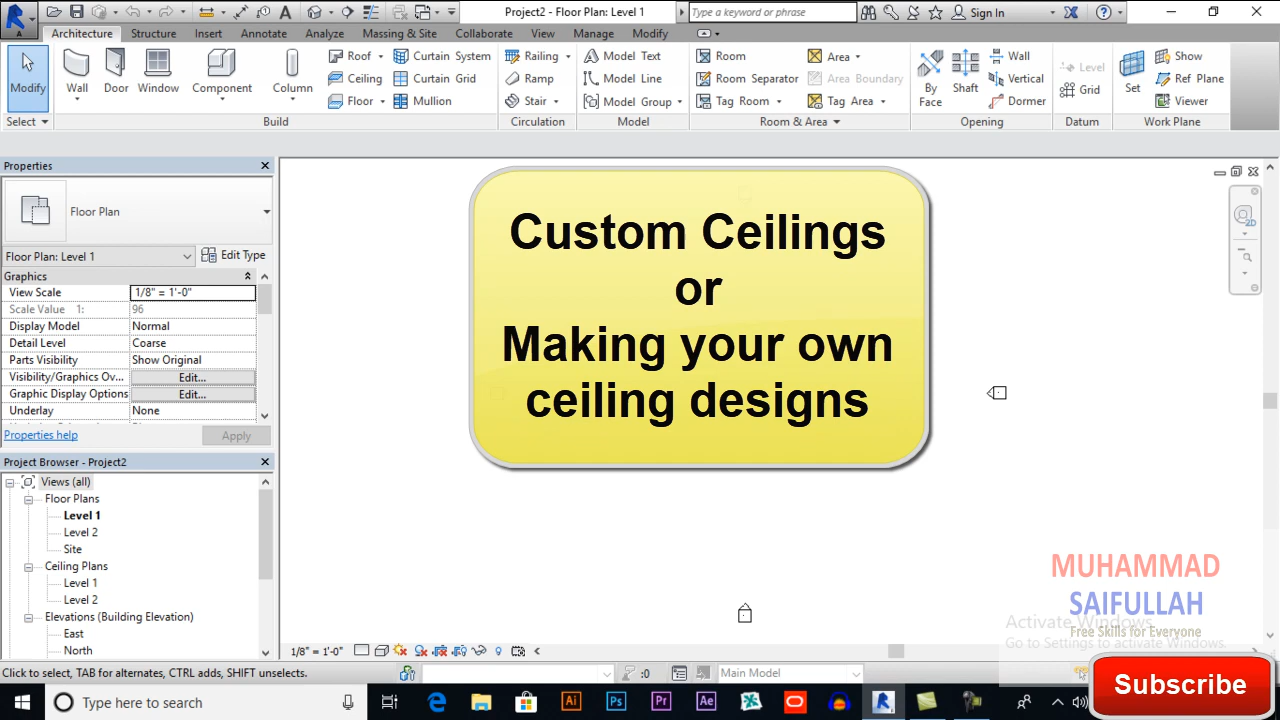 Project2 - Floor Plan: Level 1
Type a keyword or phrase
Sign In
Architecture Structure Insert Annotate Analyze Massing & Site Collaborate View Manage Modify
Modify
Wall
Door
Window
Component
Column
Roof
Ceiling
Floor
Curtain System
Curtain Grid
Mullion
Railing
Ramp
Stair
Model Text
Model Line
Model Group
Room
Room Separator
Tag Room
Area
Area Boundary
Tag Area
By
Face
Shaft
Wall
Vertical
Dormer
Level
Grid
Set
Show
Ref Plane
Viewer
Select Build Circulation Model Room & Area Opening Datum Work Plane
Properties
Floor Plan
Floor Plan: Level 1 Edit Type
Graphics
View Scale 1/8" = 1'-0"
Scale Value 1: 96
Display Model Normal
Detail Level Coarse
Parts Visibility Show Original
Visibility/Graphics Ov... Edit...
Graphic Display Options Edit...
Underlay None
Properties help Apply
Project Browser - Project2
Views (all)
Floor Plans
Level 1
Level 2
Site
Ceiling Plans
Level 1
Level 2
Elevations (Building Elevation)
East
North
Custom Ceilings
or
Making your own
ceiling designs
2D
MUHAMMAD
SAIFULLAH
Free Skills for Everyone
Activate Windows
Go to Settings to activate Windows.
1/8" = 1'-0"
Click to select, TAB for alternates, CTRL adds, SHIFT unselects.
:0
Main Model
Subscribe
Type here to search
Ai
Ps
Pr
Ae